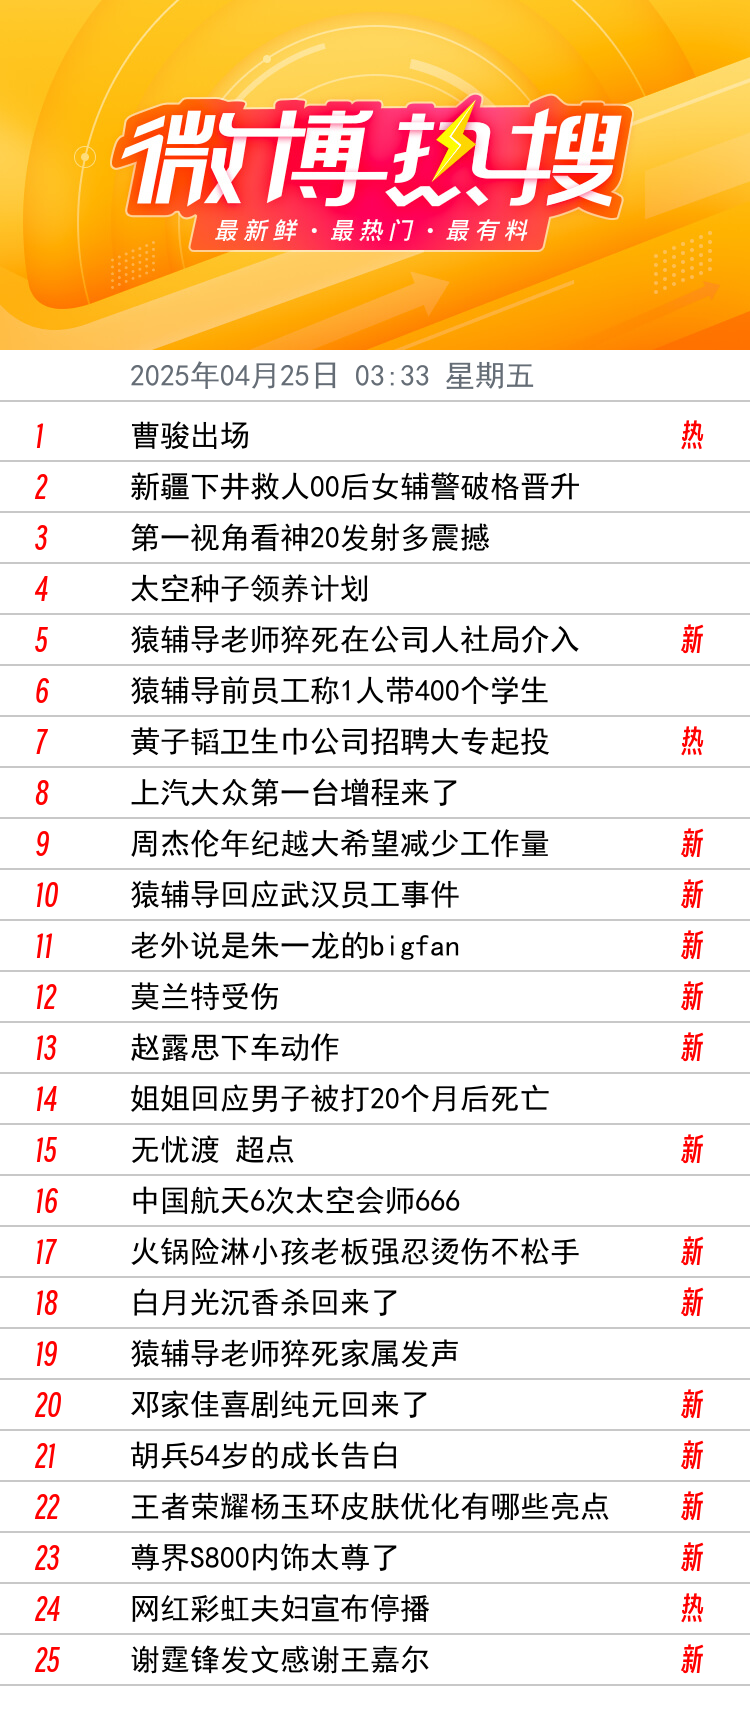 微博热搜
最新鲜·最热门·最有料
2025年04月25日 03:33 星期五
1 曹骏出场 热
2 新疆下井救人00后女辅警破格晋升
3 第一视角看神20发射多震撼
4 太空种子领养计划
5 猿辅导老师猝死在公司人社局介入 新
6 猿辅导前员工称1人带400个学生
7 黄子韬卫生巾公司招聘大专起投 热
8 上汽大众第一台增程来了
9 周杰伦年纪越大希望减少工作量 新
10 猿辅导回应武汉员工事件 新
11 老外说是朱一龙的bigfan 新
12 莫兰特受伤 新
13 赵露思下车动作 新
14 姐姐回应男子被打20个月后死亡
15 无忧渡 超点 新
16 中国航天6次太空会师666
17 火锅险淋小孩老板强忍烫伤不松手 新
18 白月光沉香杀回来了 新
19 猿辅导老师猝死家属发声
20 邓家佳喜剧纯元回来了 新
21 胡兵54岁的成长告白 新
22 王者荣耀杨玉环皮肤优化有哪些亮点 新
23 尊界S800内饰太尊了 新
24 网红彩虹夫妇宣布停播 热
25 谢霆锋发文感谢王嘉尔 新